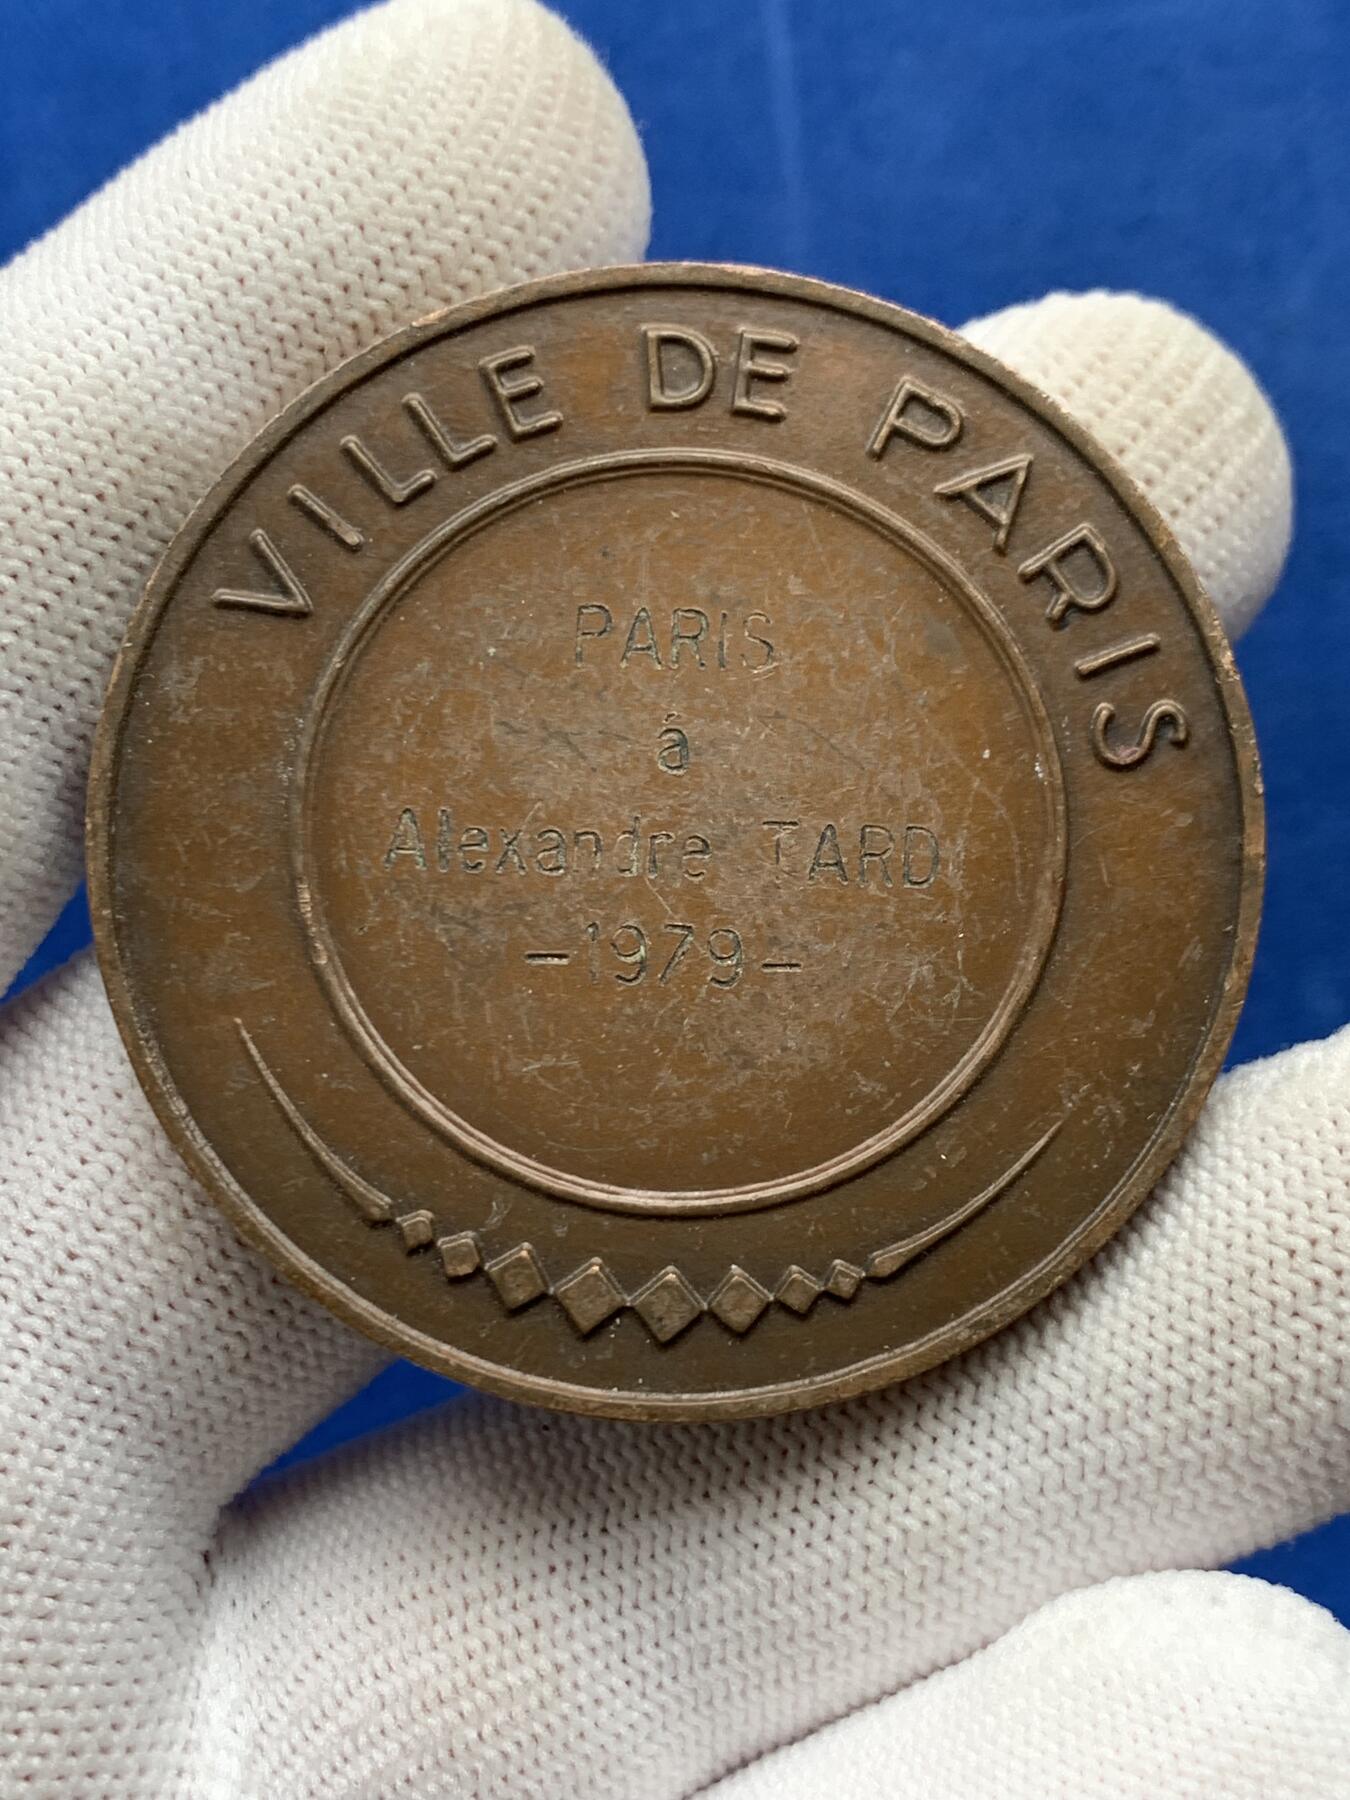 VILLE DE PARIS
PARIS
á
Alexandre TARD
-1979-